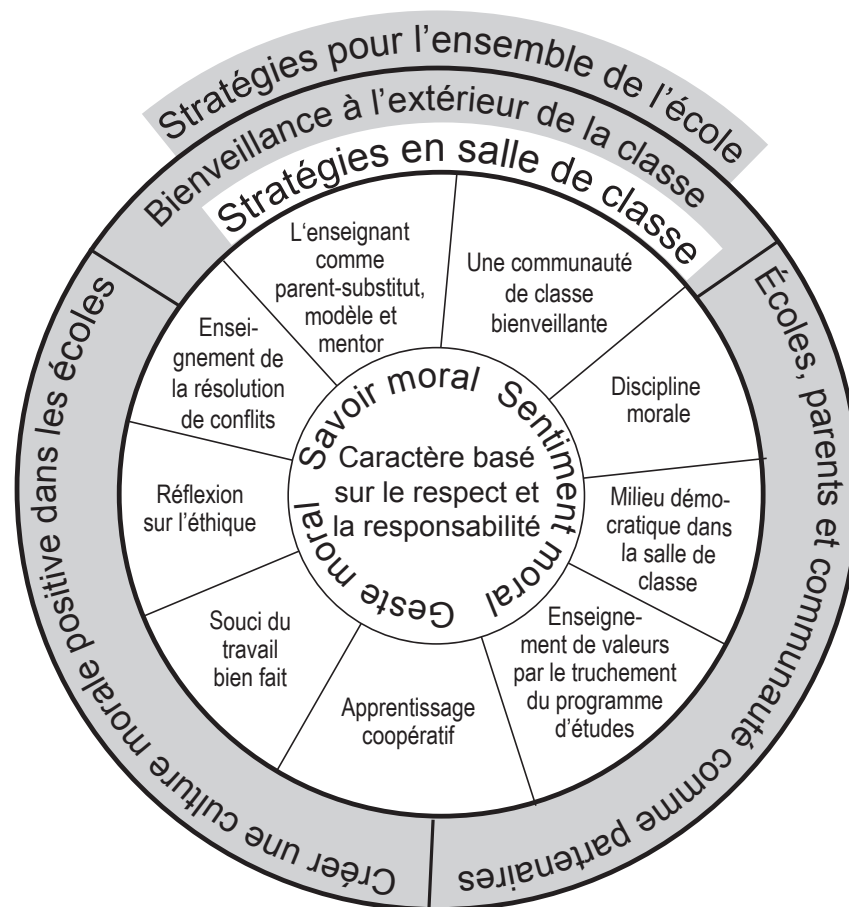 Stratégies pour l'ensemble de l'école
Bienveillance à l'extérieur de la classe
Stratégies en salle de classe
L'enseignant
comme
parent-substitut,
modèle et
mentor
Une communauté
de classe
bienveillante
Discipline
morale
Milieu démo-
cratique dans
la salle de
classe
Enseigne-
ment de valeurs
par le truchement
du programme
d'études
Apprentissage
coopératif
Souci du
travail
bien fait
Réflexion
sur l'éthique
Ensei-
gnement de
la résolution
de conflits
Savoir moral
Sentiment moral
Geste moral
Caractère basé
sur le respect et
la responsabilité
Écoles, parents et communauté comme partenaires
Créer une culture morale positive dans les écoles